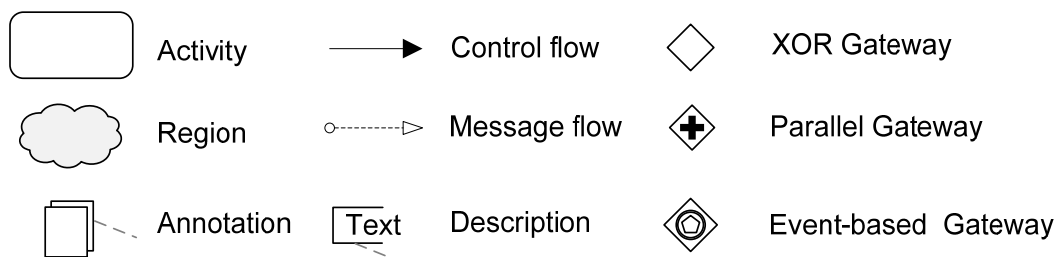 Activity
Control flow
XOR Gateway
Region
Message flow
Parallel Gateway
Annotation
Text
Description
Event-based Gateway